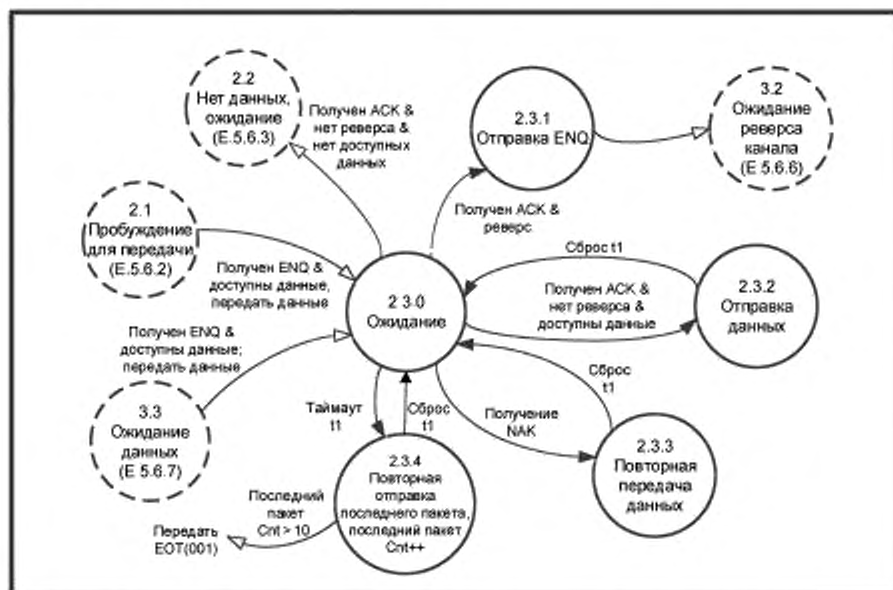 2.2
Нет данных,
ожидание
(E.5.6.3)
Получен ACK &
нет реверса &
нет доступных
данных
2.3.1
Отправка ENQ
3.2
Ожидание
реверса
канала
(E 5.6.6)
2.1
Пробуждение
для передачи
(E.5.6.2)
Получен ACK &
реверс
Получен ENQ &
доступны данные,
передать данные
2.3.0
Ожидание
Сброс t1
Получен ACK &
нет реверса &
доступны данные
2.3.2
Отправка
данных
Получен ENQ &
доступны данные;
передать данные
3.3
Ожидание
данных
(E 5.6.7)
Таймаут
t1
Сброс
t1
Получение
NAK
Сброс
t1
2.3.3
Повторная
передача
данных
2.3.4
Повторная
отправка
последнего пакета,
последний пакет
Cnt++
Последний
пакет
Cnt > 10
Передать
EOT(001)